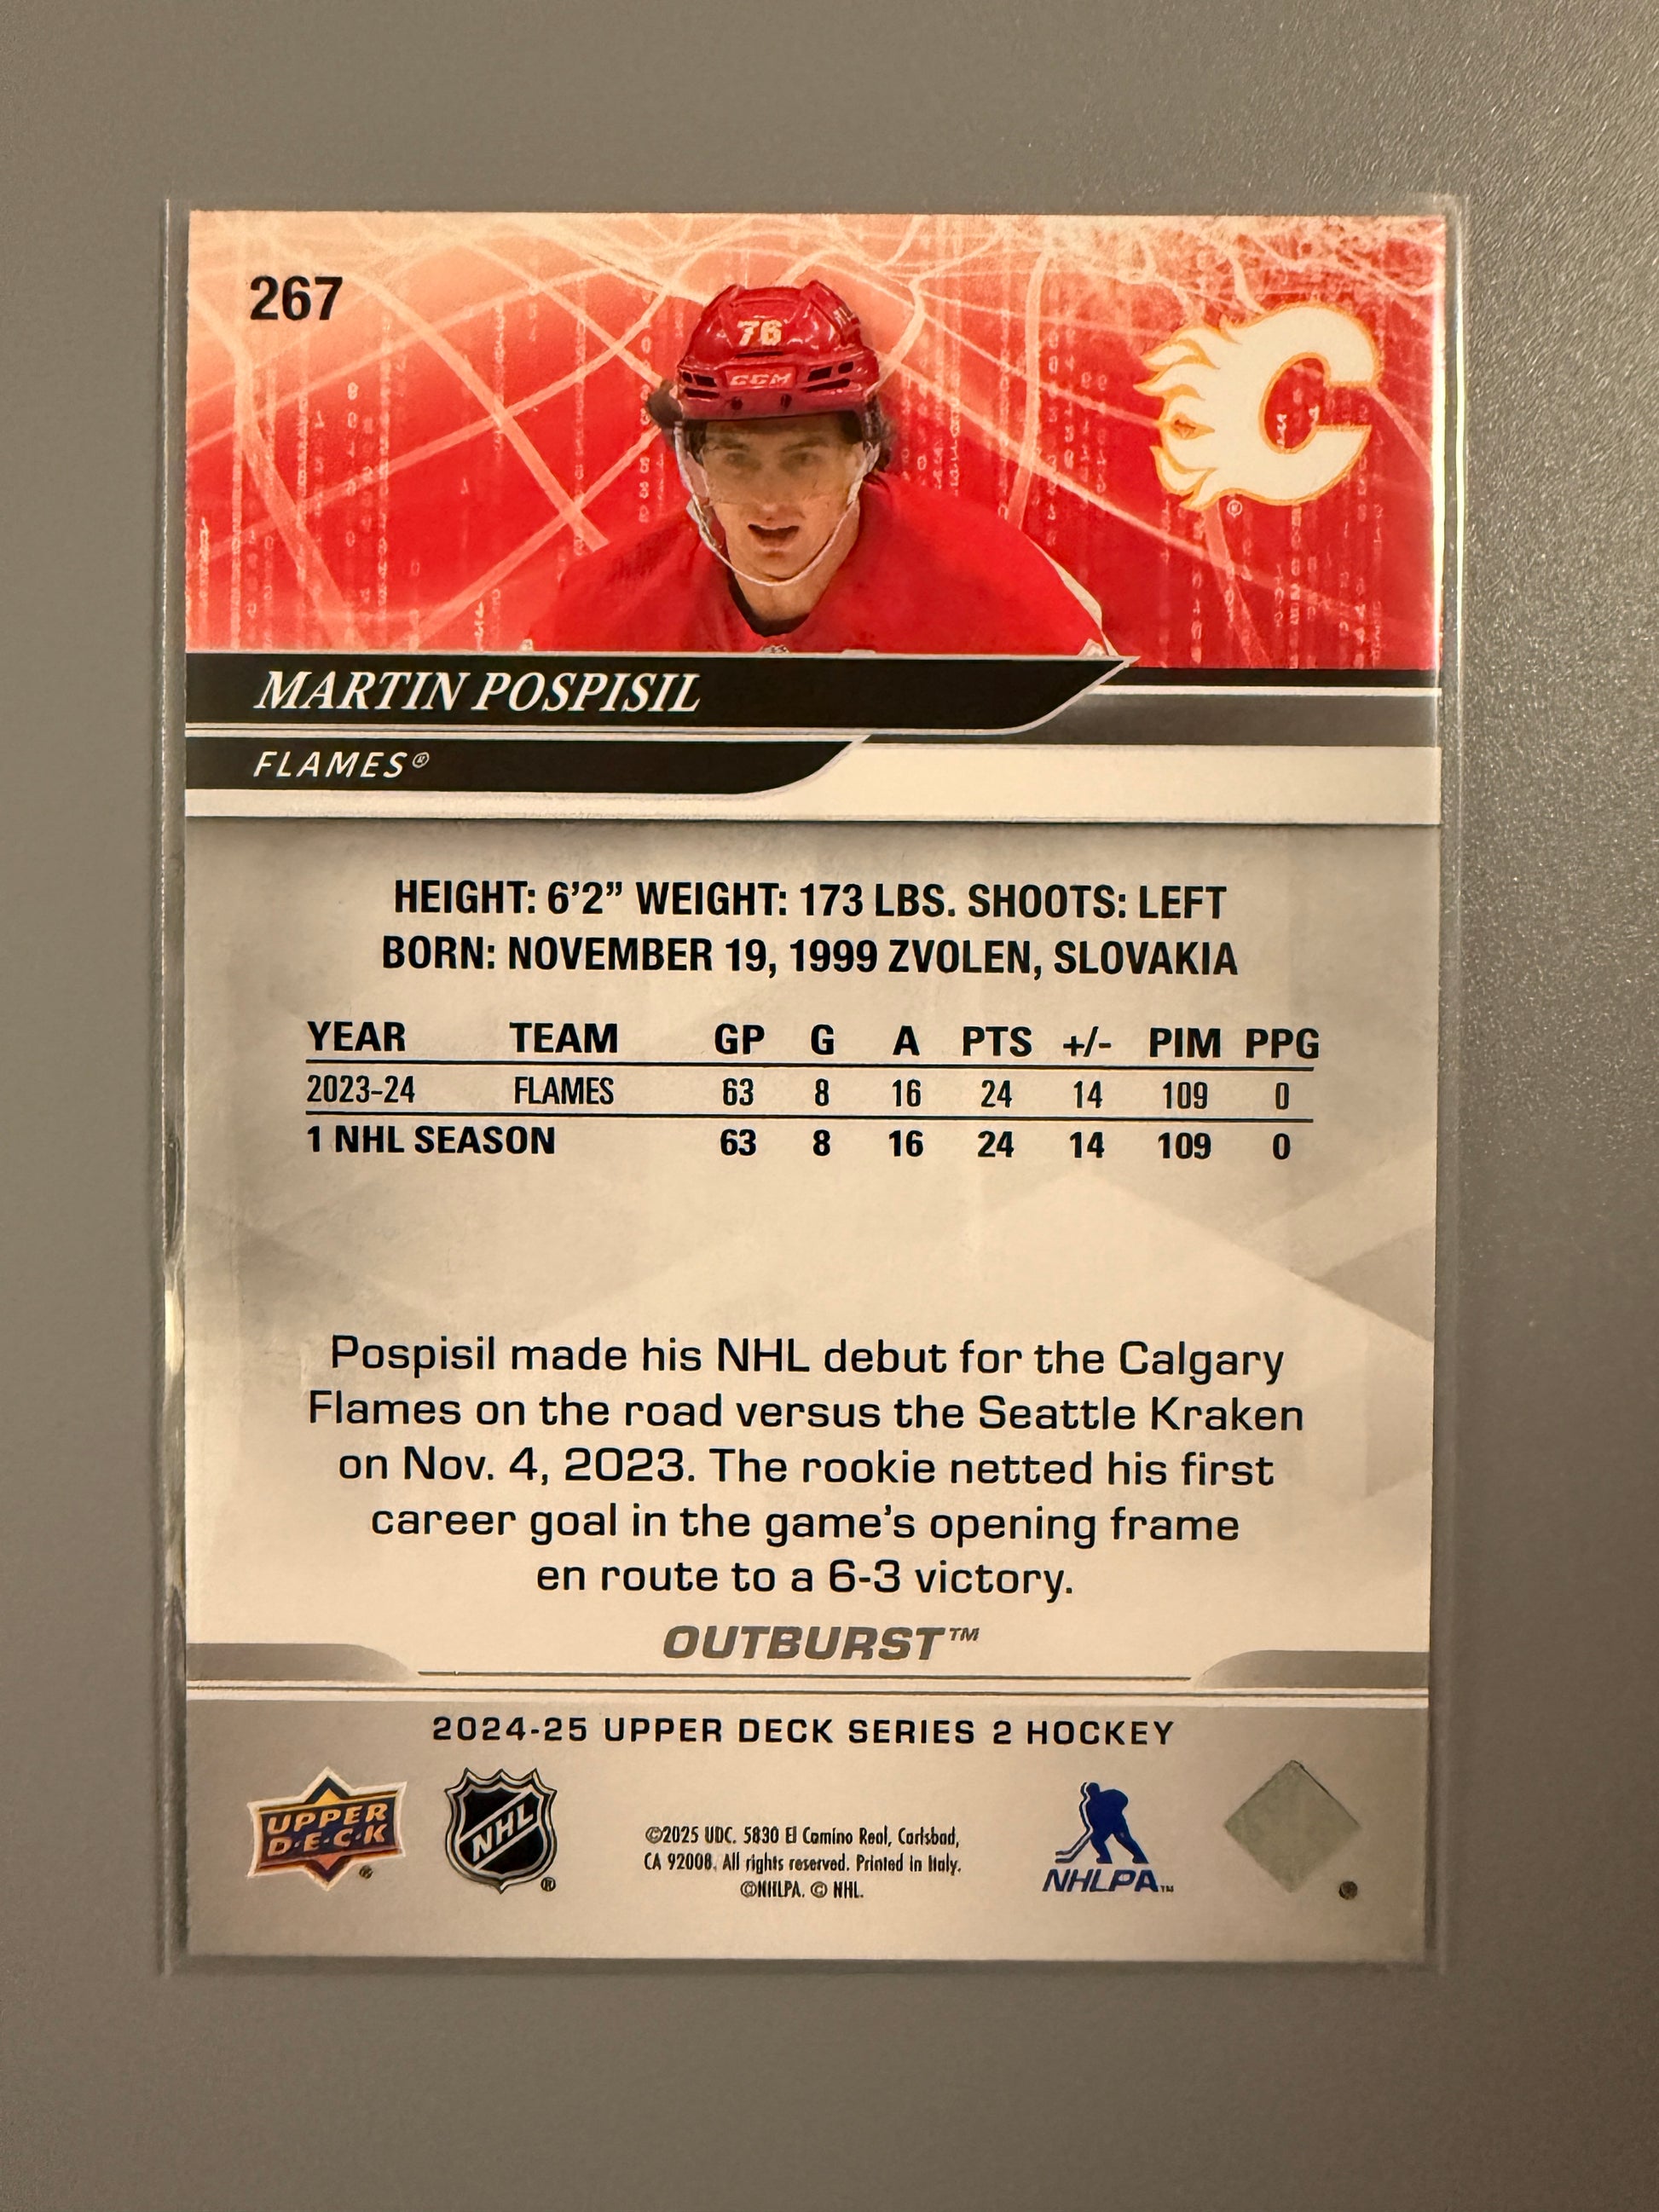 267
76
CCM
C
®
MARTIN POSPISIL
FLAMES®
HEIGHT: 6'2" WEIGHT: 173 LBS. SHOOTS: LEFT
BORN: NOVEMBER 19, 1999 ZVOLEN, SLOVAKIA
YEAR TEAM GP G A PTS +/- PIM PPG
2023-24 FLAMES 63 8 16 24 14 109 0
1 NHL SEASON 63 8 16 24 14 109 0
Pospisil made his NHL debut for the Calgary
Flames on the road versus the Seattle Kraken
on Nov. 4, 2023. The rookie netted his first
career goal in the game's opening frame
en route to a 6-3 victory.
OUTBURST™
2024-25 UPPER DECK SERIES 2 HOCKEY
UPPER
D·E·C·K
®
NHL
®
©2025 UDC. 5830 El Camino Real, Carlsbad,
CA 92008. All rights reserved. Printed in Italy.
©NHLPA. © NHL.
NHLPA™